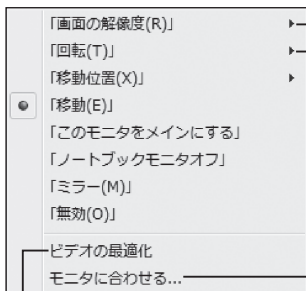 「画面の解像度(R)」
「回転(T)」
「移動位置(X)」
「移動(E)」
「このモニタをメインにする」
「ノートブックモニタオフ」
「ミラー(M)」
「無効(O)」
ビデオの最適化
モニタに合わせる...